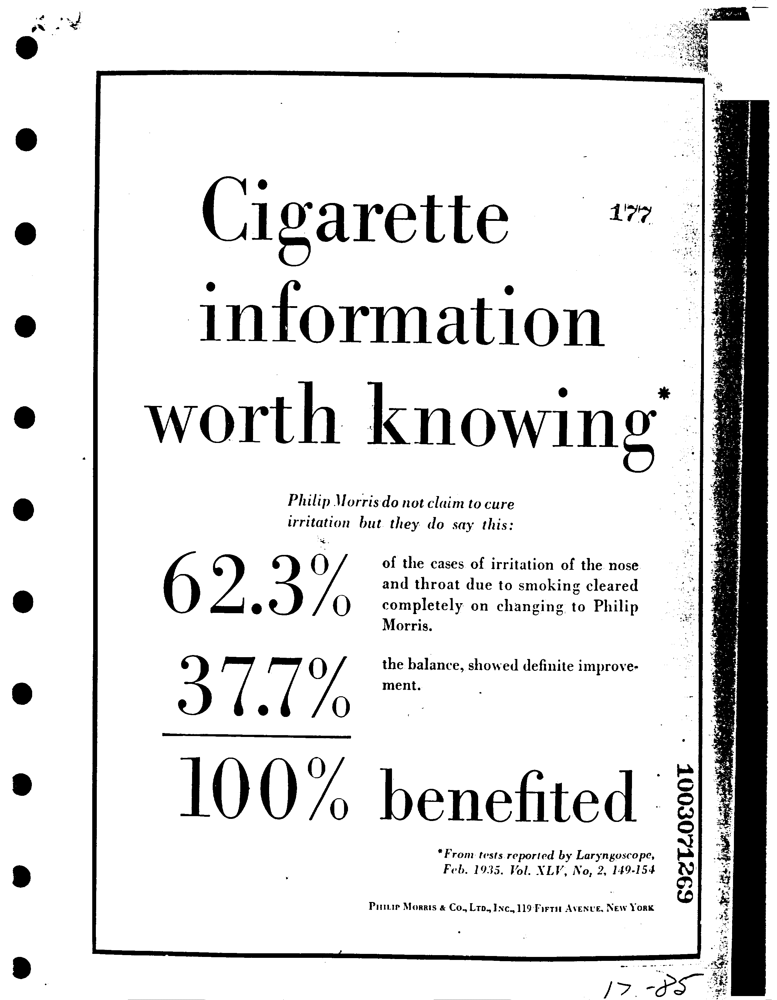 Cigarette
177
information
worth knowing*
Philip Morris do not claim to cure
irritation but they do say this:
62.3%
of the cases of irritation of the nose
and throat due to smoking cleared
completely on changing to Philip
Morris.
37.7%
the balance, showed definite improve-
ment.
100% benefited
*From tests reported by Laryngoscope,
Feb. 1935. Vol. XLV, No, 2, 149-154
PHILIP MORRIS & CO., LTD., INC., 119 FIFTH AVENUE, NEW YORK
1003071269